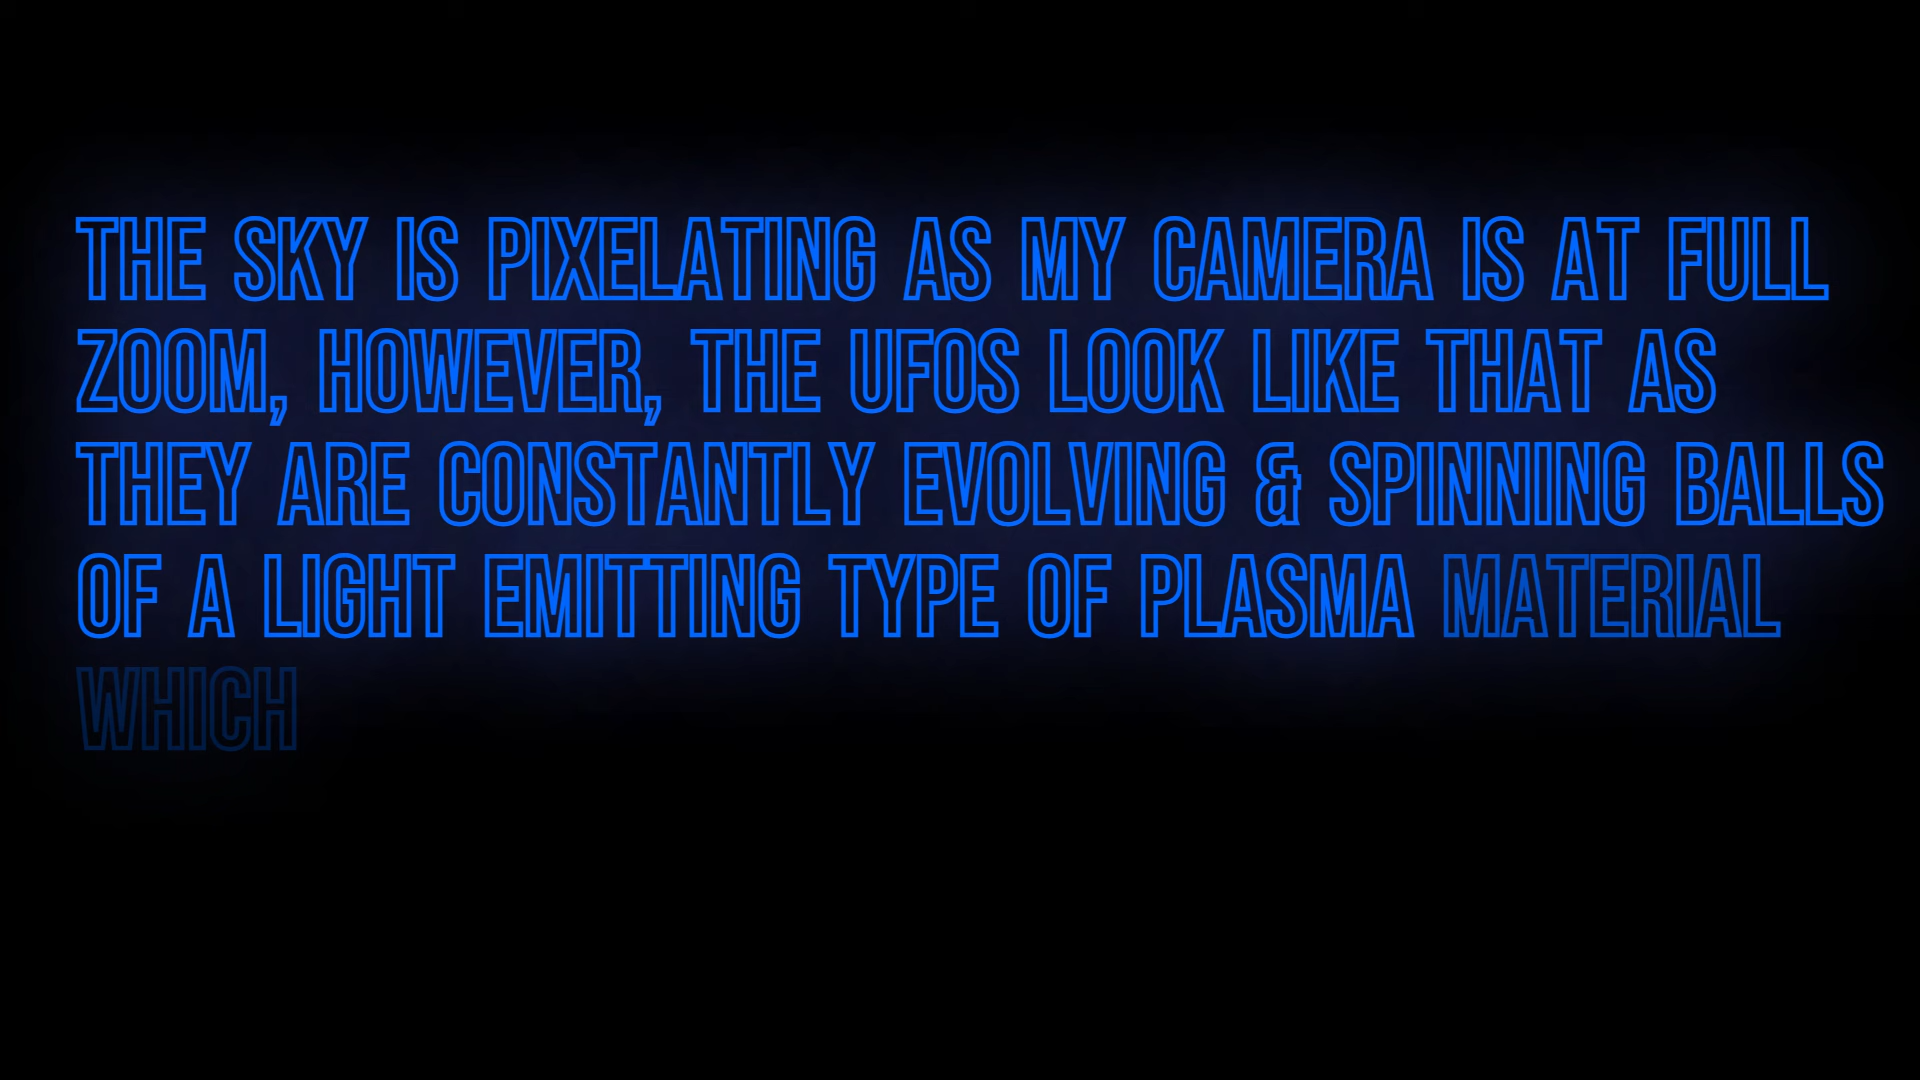 THE SKY IS PIXELATING AS MY CAMERA IS AT FULL
ZOOM, HOWEVER, THE UFOS LOOK LIKE THAT AS
THEY ARE CONSTANTLY EVOLVING & SPINNING BALLS
OF A LIGHT EMITTING TYPE OF PLASMA MATERIAL
WHICH